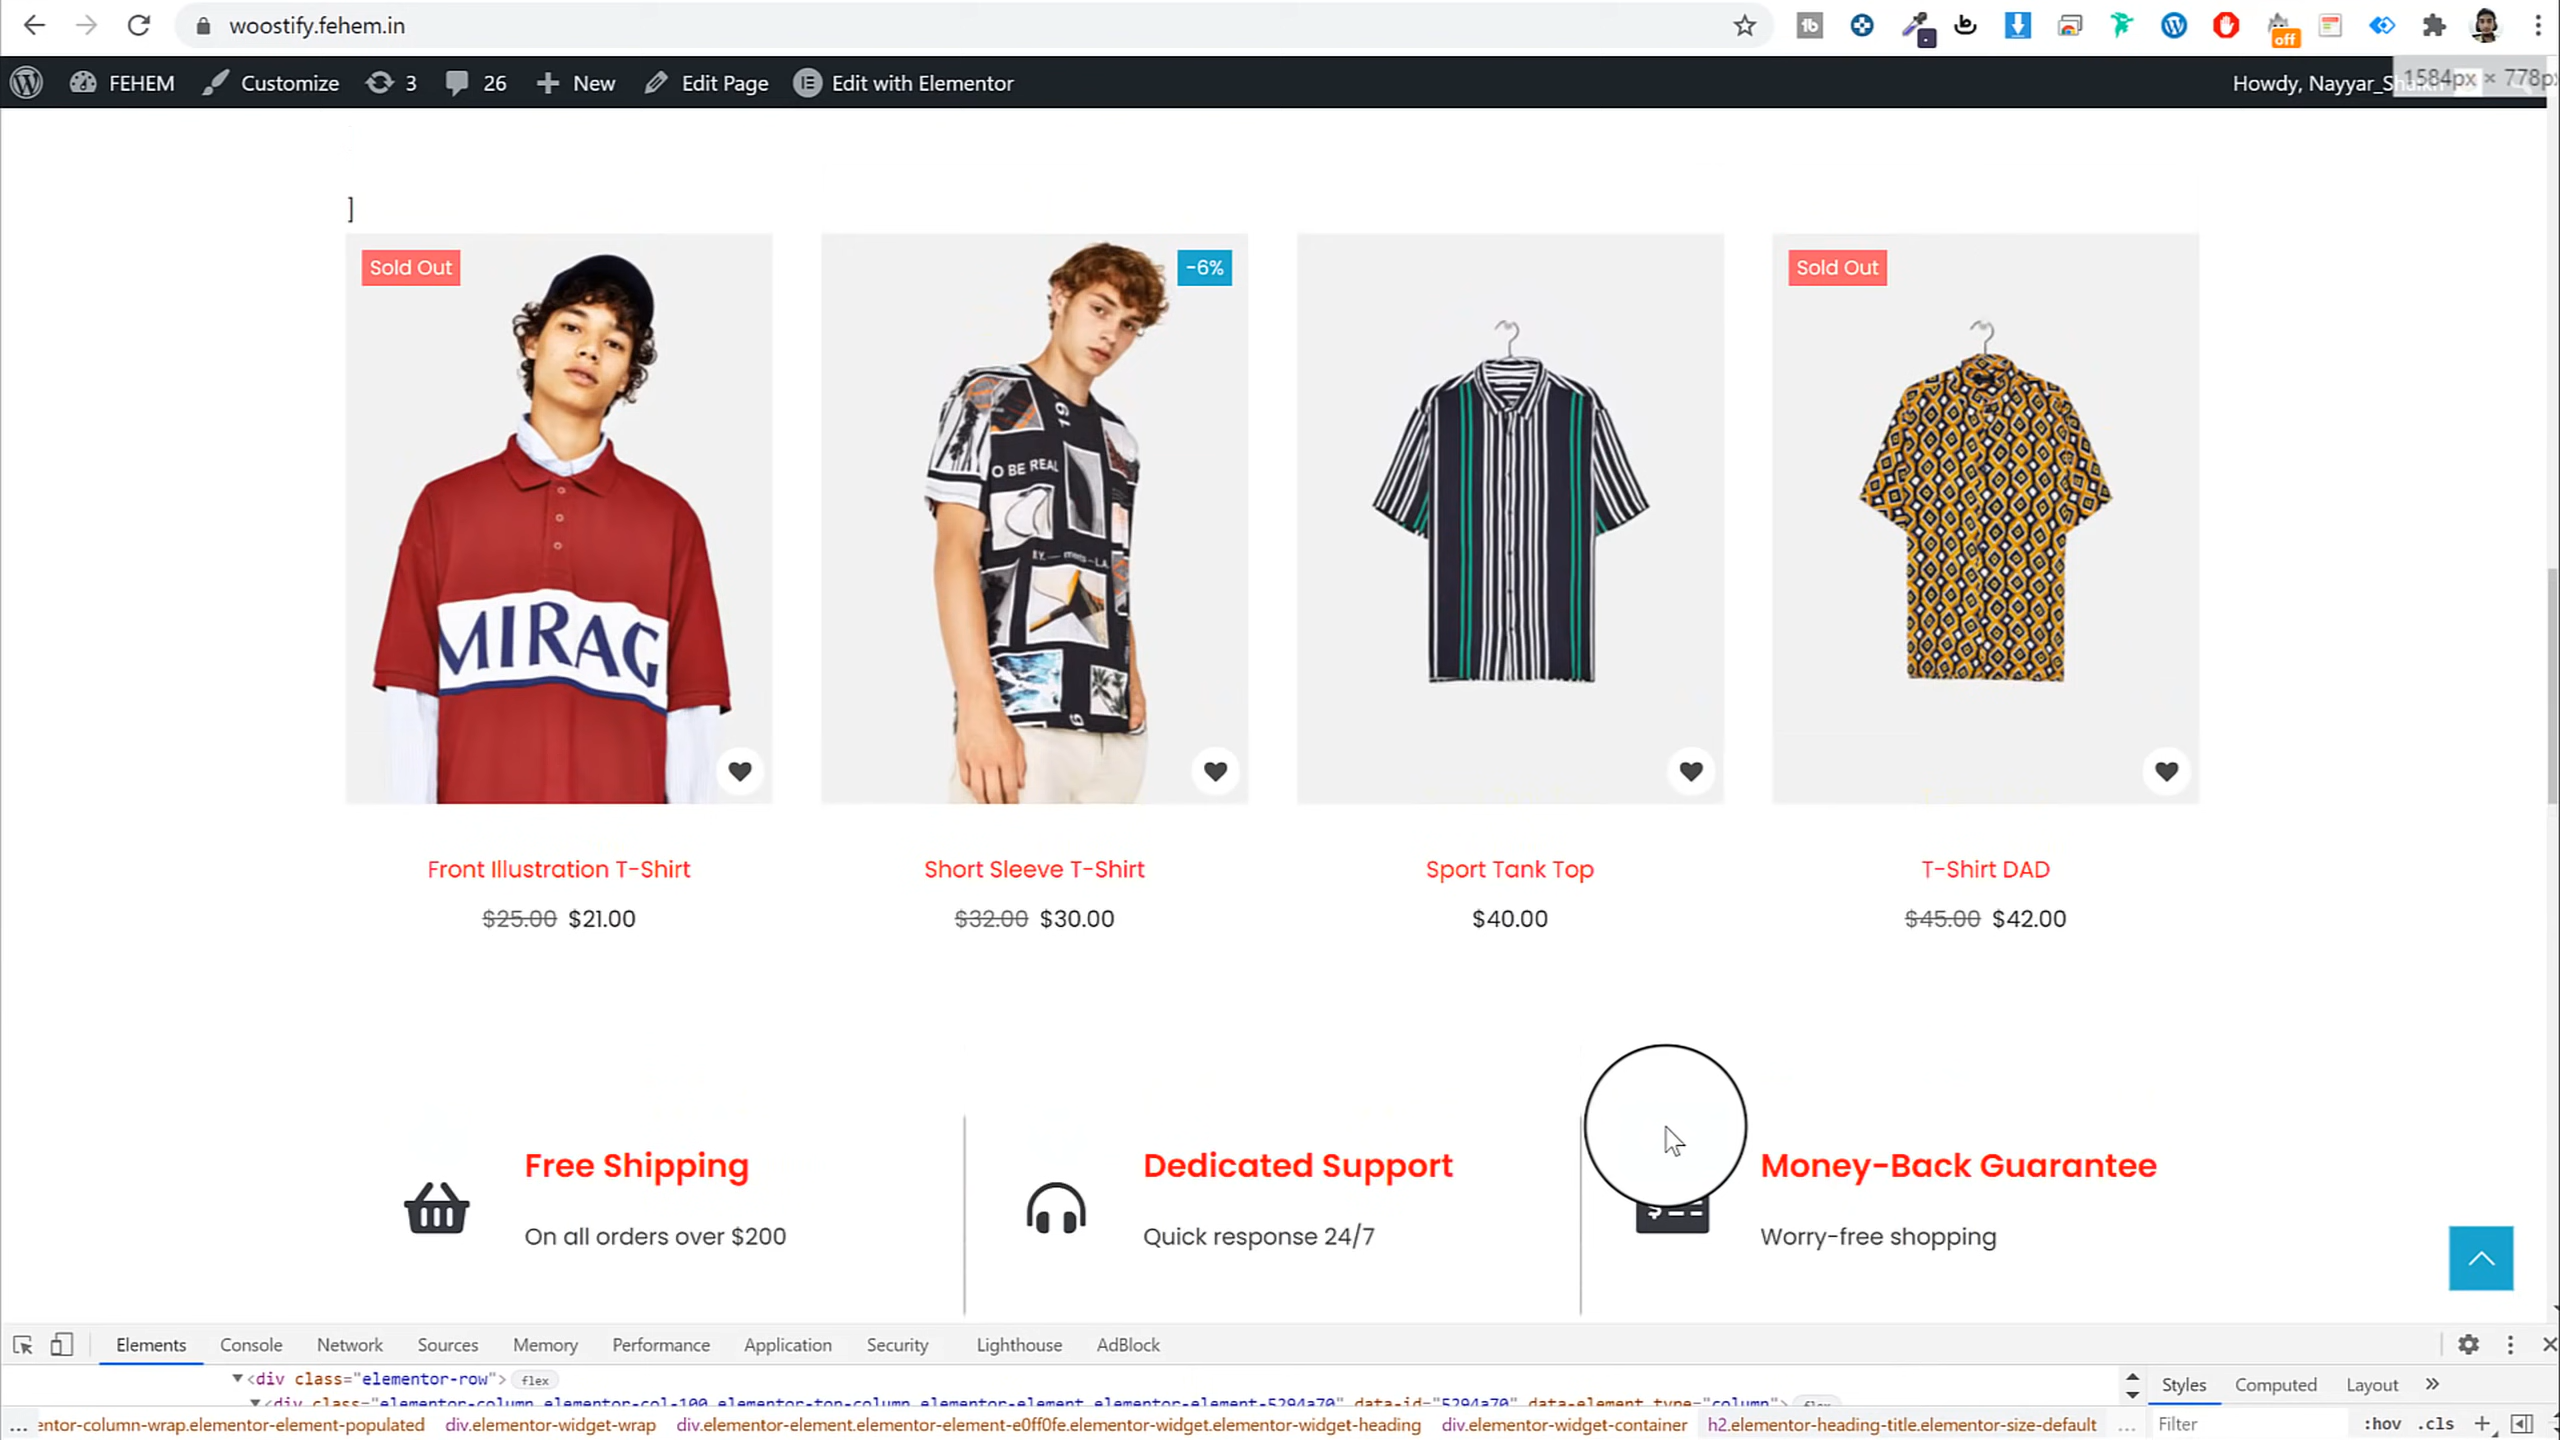 woostify.fehem.in
off
FEHEM Customize 3 26 New Edit Page Edit with Elementor Howdy, Nayyar_
1584px × 778p
]
Sold Out -6% Sold Out
O BE REAL
MIRAG
Front Illustration T-Shirt Short Sleeve T-Shirt Sport Tank Top T-Shirt DAD
$25.00 $21.00 $32.00 $30.00 $40.00 $45.00 $42.00
Free Shipping Dedicated Support Money-Back Guarantee
On all orders over $200 Quick response 24/7 Worry-free shopping
Elements Console Network Sources Memory Performance Application Security Lighthouse AdBlock
<div class="elementor-row"> flex Styles Computed Layout »
<div class="elementor-column elementor-col-100 elementor-top-column elementor-element elementor-element-5294a70" data-id="5294a70" data-element_type="column"> flex
... entor-column-wrap.elementor-element-populated div.elementor-widget-wrap div.elementor-element.elementor-element-e0ff0fe.elementor-widget.elementor-widget-heading div.elementor-widget-container h2.elementor-heading-title.elementor-size-default ... Filter :hov .cls +